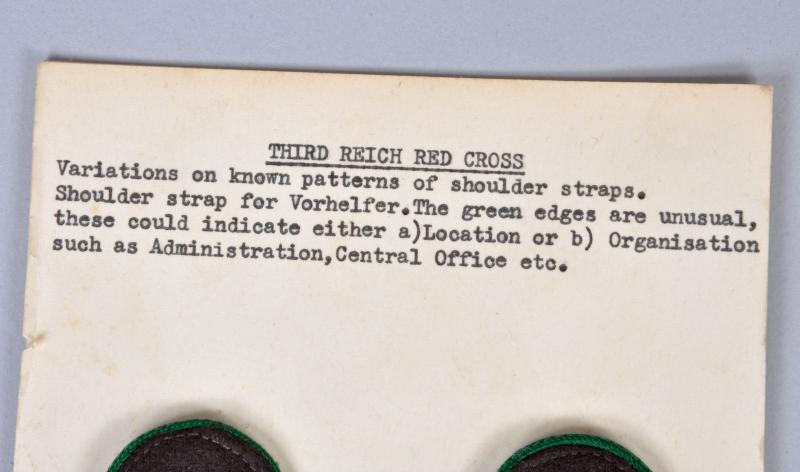 THIRD REICH RED CROSS
Variations on known patterns of shoulder straps.
Shoulder strap for Vorhelfer.The green edges are unusual,
these could indicate either a)Location or b) Organisation
such as Administration,Central Office etc.